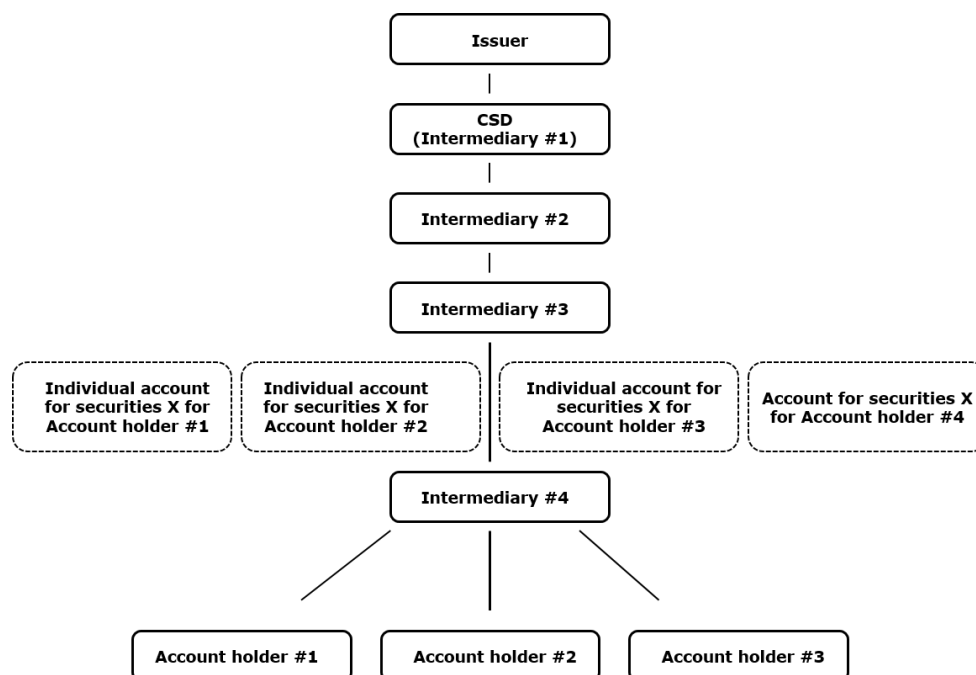 Issuer
CSD
(Intermediary #1)
Intermediary #2
Intermediary #3
Individual account
for securities X for
Account holder #1
Individual account
for securities X for
Account holder #2
Individual account for
securities X for
Account holder #3
Account for securities X
for Account holder #4
Intermediary #4
Account holder #1
Account holder #2
Account holder #3